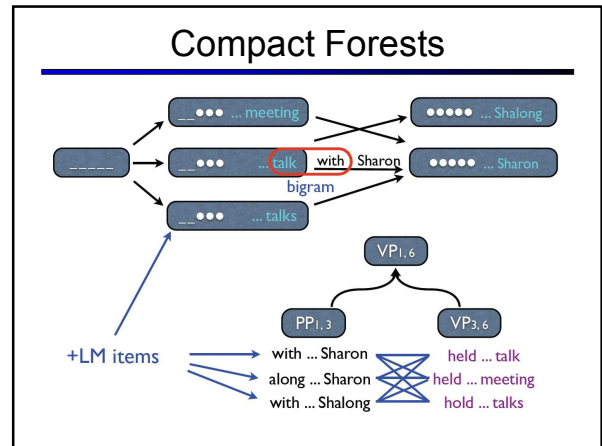 Compact Forests
_ _●●● ... meeting
●●●●● ... Shalong
_ _ _ _ _
_ _●●● ... talk with Sharon
●●●●● ... Sharon
bigram
_ _●●● ... talks
VP1, 6
PP1, 3
VP3, 6
+LM items
with ... Sharon
held ... talk
along ... Sharon
held ... meeting
with ... Shalong
hold ... talks